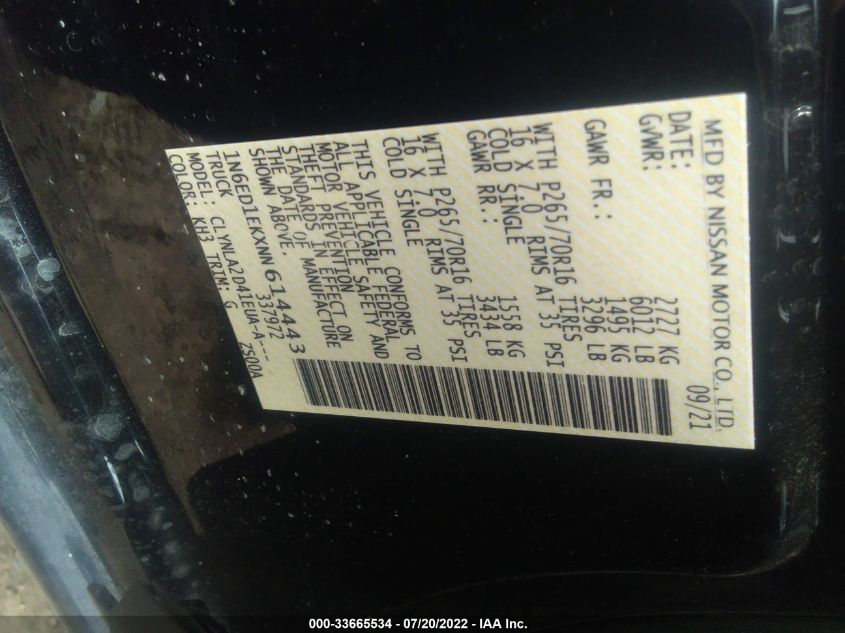 MFD BY NISSAN MOTOR CO., LTD.
DATE: 09/21
GVWR: 2727 KG
6012 LB
GAWR FR.: 1495 KG
3296 LB
WITH P265/70R16 TIRES
16 X 7.0 RIMS AT 35 PSI
COLD SINGLE
GAWR RR.: 1558 KG
3434 LB
WITH P265/70R16 TIRES
16 X 7.0 RIMS AT 35 PSI
COLD SINGLE
THIS VEHICLE CONFORMS TO
ALL APPLICABLE FEDERAL
MOTOR VEHICLE SAFETY AND
THEFT PREVENTION
STANDARDS IN EFFECT ON
THE DATE OF MANUFACTURE
SHOWN ABOVE.
1N6ED1EKXNN614443
TRUCK 337972
MODEL: CLYNLA2D41EUA-A---
COLOR: KH3 TRIM: G ZS00A
000-33665534 - 07/20/2022 - IAA Inc.